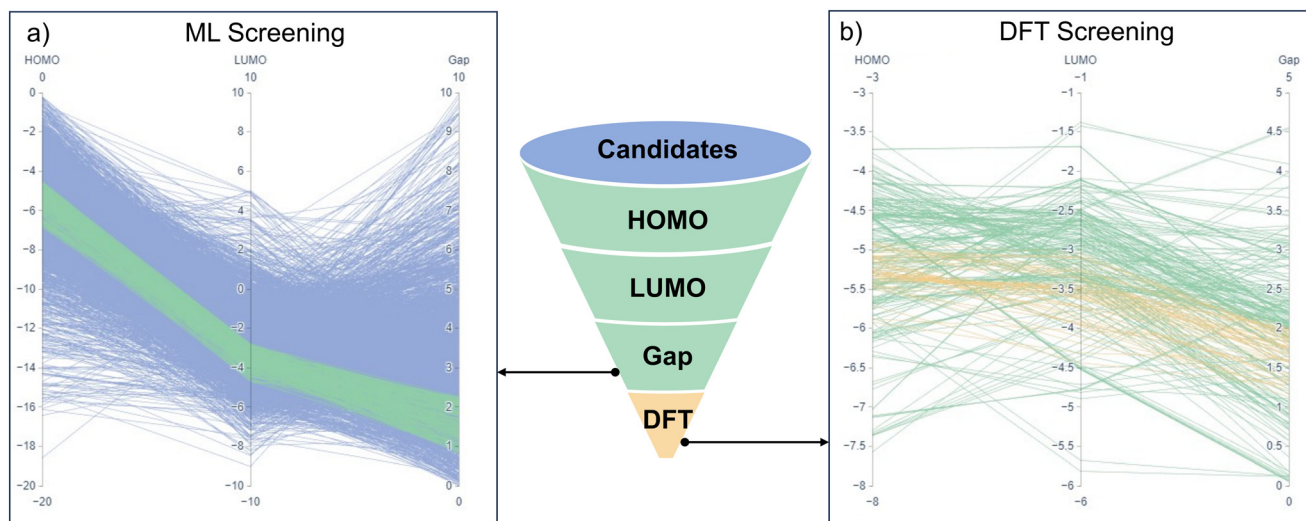 a) ML Screening
HOMO LUMO Gap
0 10 10
0 10 10
−2 8 9
−4 6 8
−6 4 7
−8 2 6
−10 0 5
−12 −2 4
−14 −4 3
−16 −6 2
−18 −8 1
−20 −10 0
−20 −10 0
Candidates
HOMO
LUMO
Gap
DFT
b) DFT Screening
HOMO LUMO Gap
−3 −1 5
−3 −1 5
−3.5 −1.5 4.5
−4 −2 4
−4.5 −2.5 3.5
−5 −3 3
−5.5 −3.5 2.5
−6 −4 2
−6.5 −4.5 1.5
−7 −5 1
−7.5 −5.5 0.5
−8 −6 0
−8 −6 0